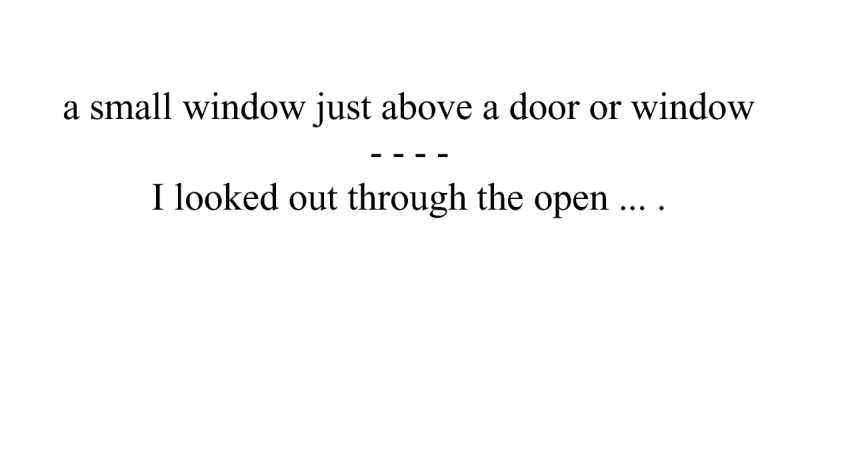 a small window just above a door or window
- - - -
I looked out through the open ... .